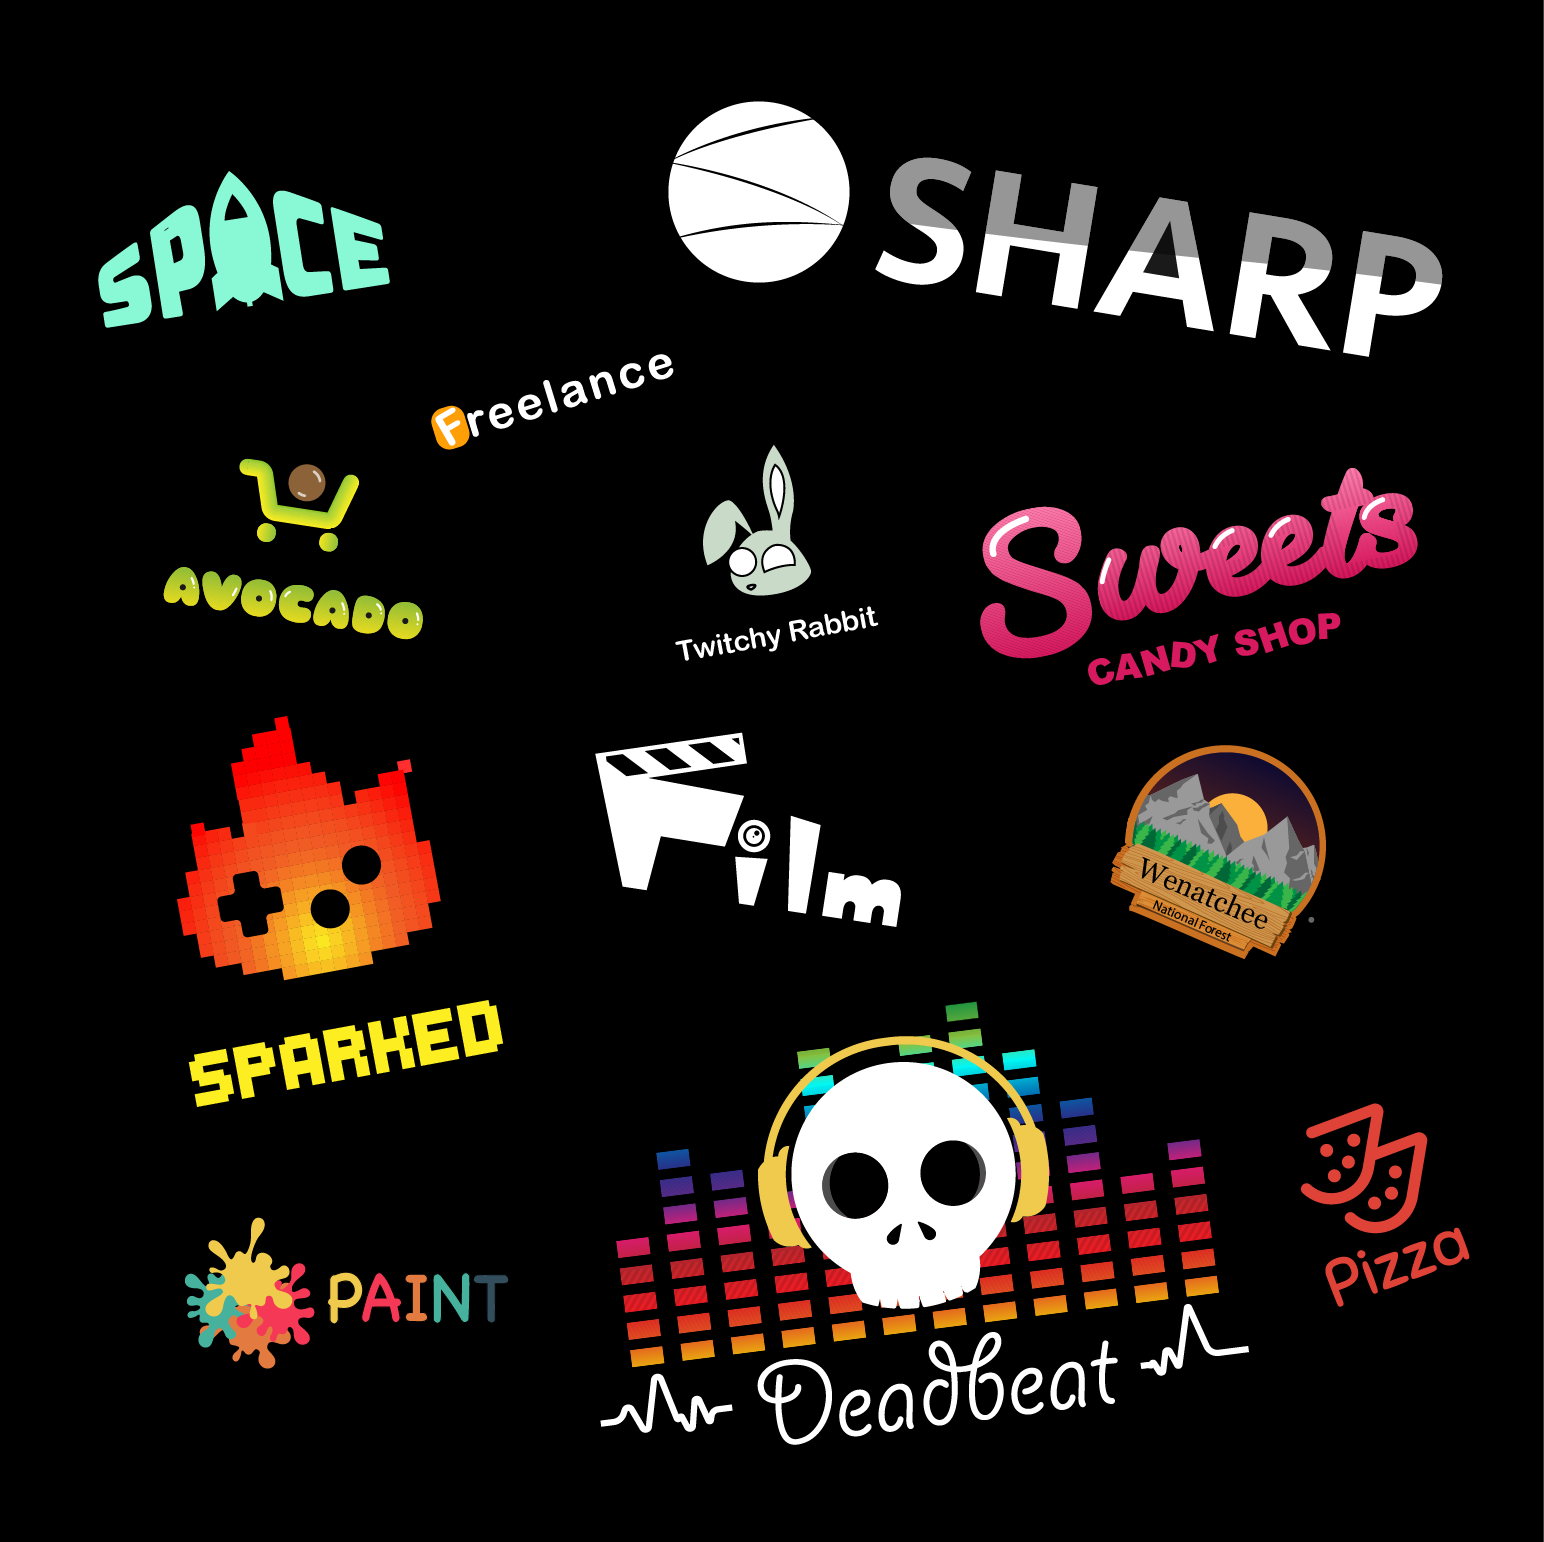 SPACE
SHARP
Freelance
AVOCADO
Twitchy Rabbit
Sweets
CANDY SHOP
SPARKED
Film
Wenatchee
National Forest
PAINT
Deadbeat
Pizza